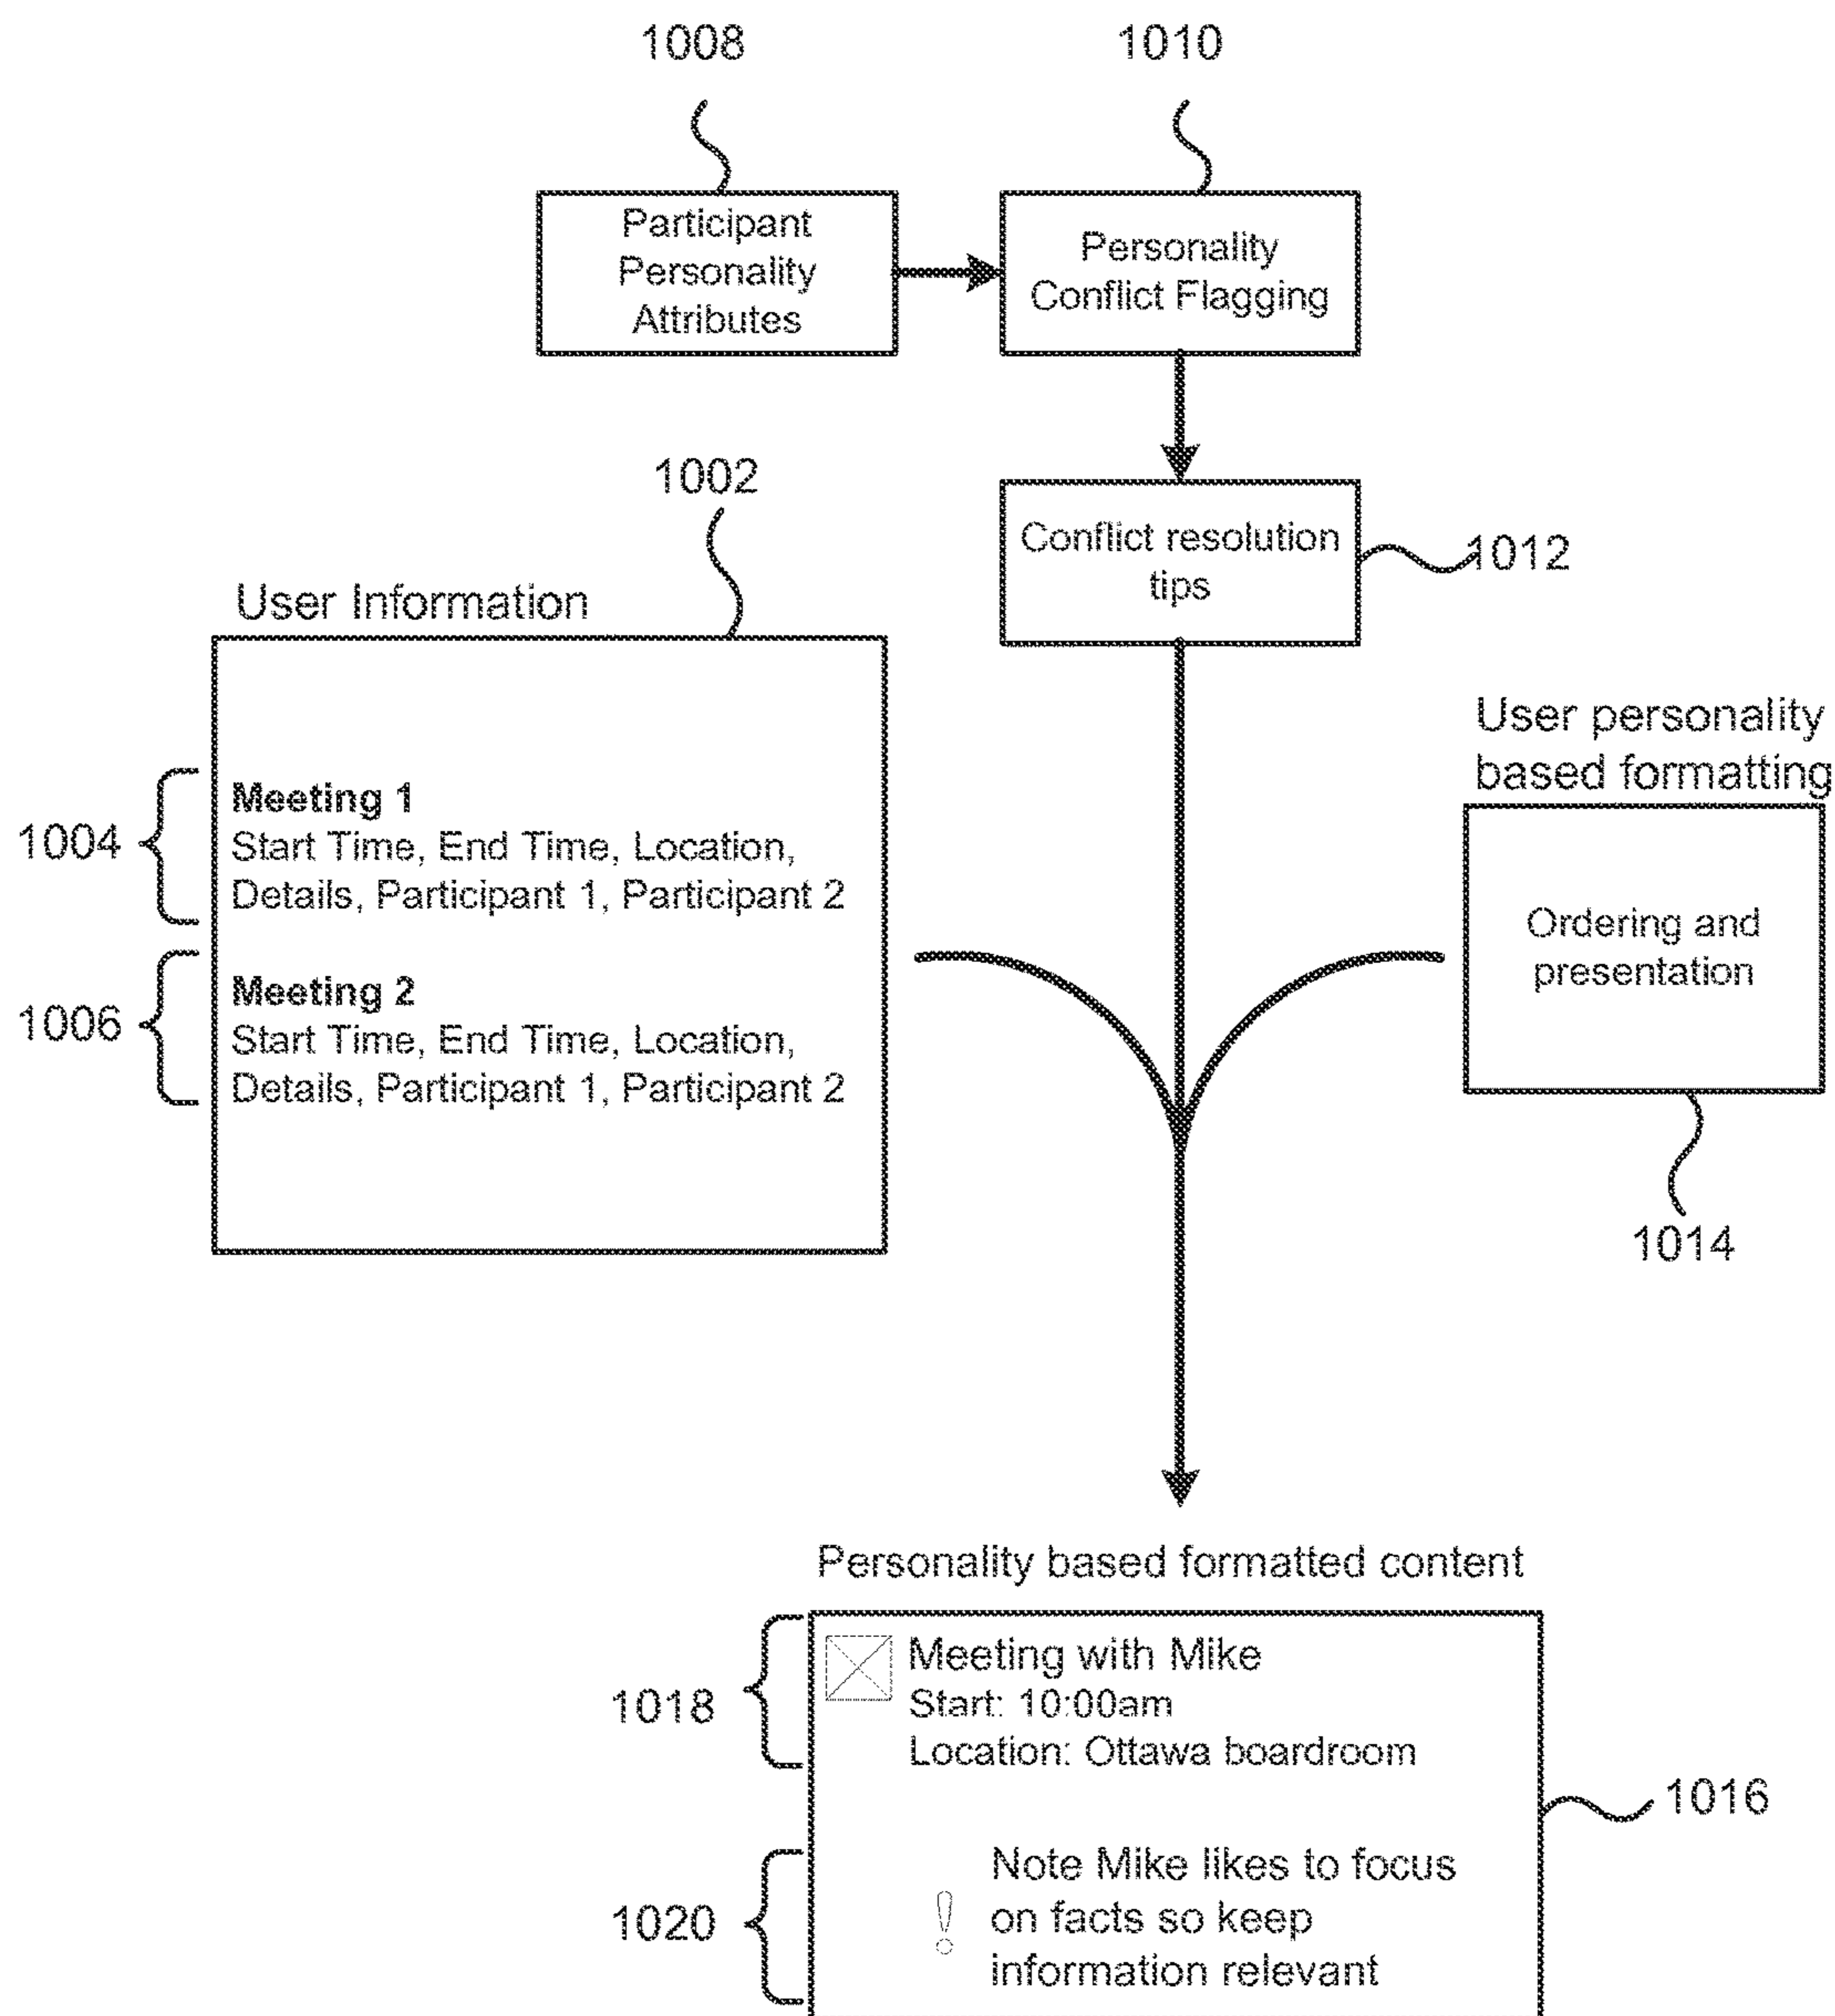 1008
1010
Participant
Personality
Attributes
Personality
Conflict Flagging
1002
Conflict resolution
tips
1012
User Information
User personality
based formatting
1004
Meeting 1
Start Time, End Time, Location,
Details, Participant 1, Participant 2
Ordering and
presentation
1006
Meeting 2
Start Time, End Time, Location,
Details, Participant 1, Participant 2
1014
Personality based formatted content
1018
Meeting with Mike
Start: 10:00am
Location: Ottawa boardroom
1016
1020
! Note Mike likes to focus
on facts so keep
information relevant